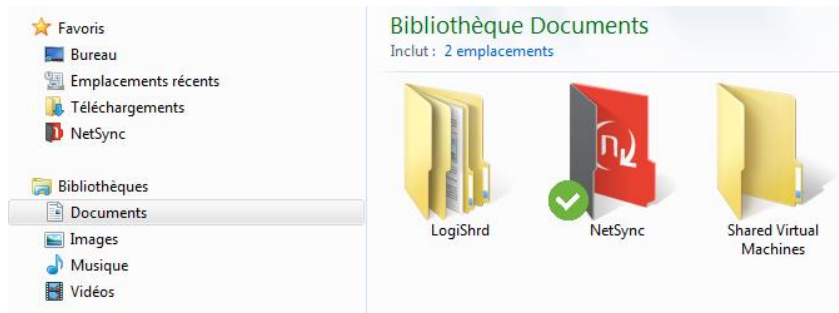 Favoris
Bureau
Emplacements récents
Téléchargements
NetSync
Bibliothèques
Documents
Images
Musique
Vidéos
Bibliothèque Documents
Inclut : 2 emplacements
LogiShrd
NetSync
Shared Virtual
Machines